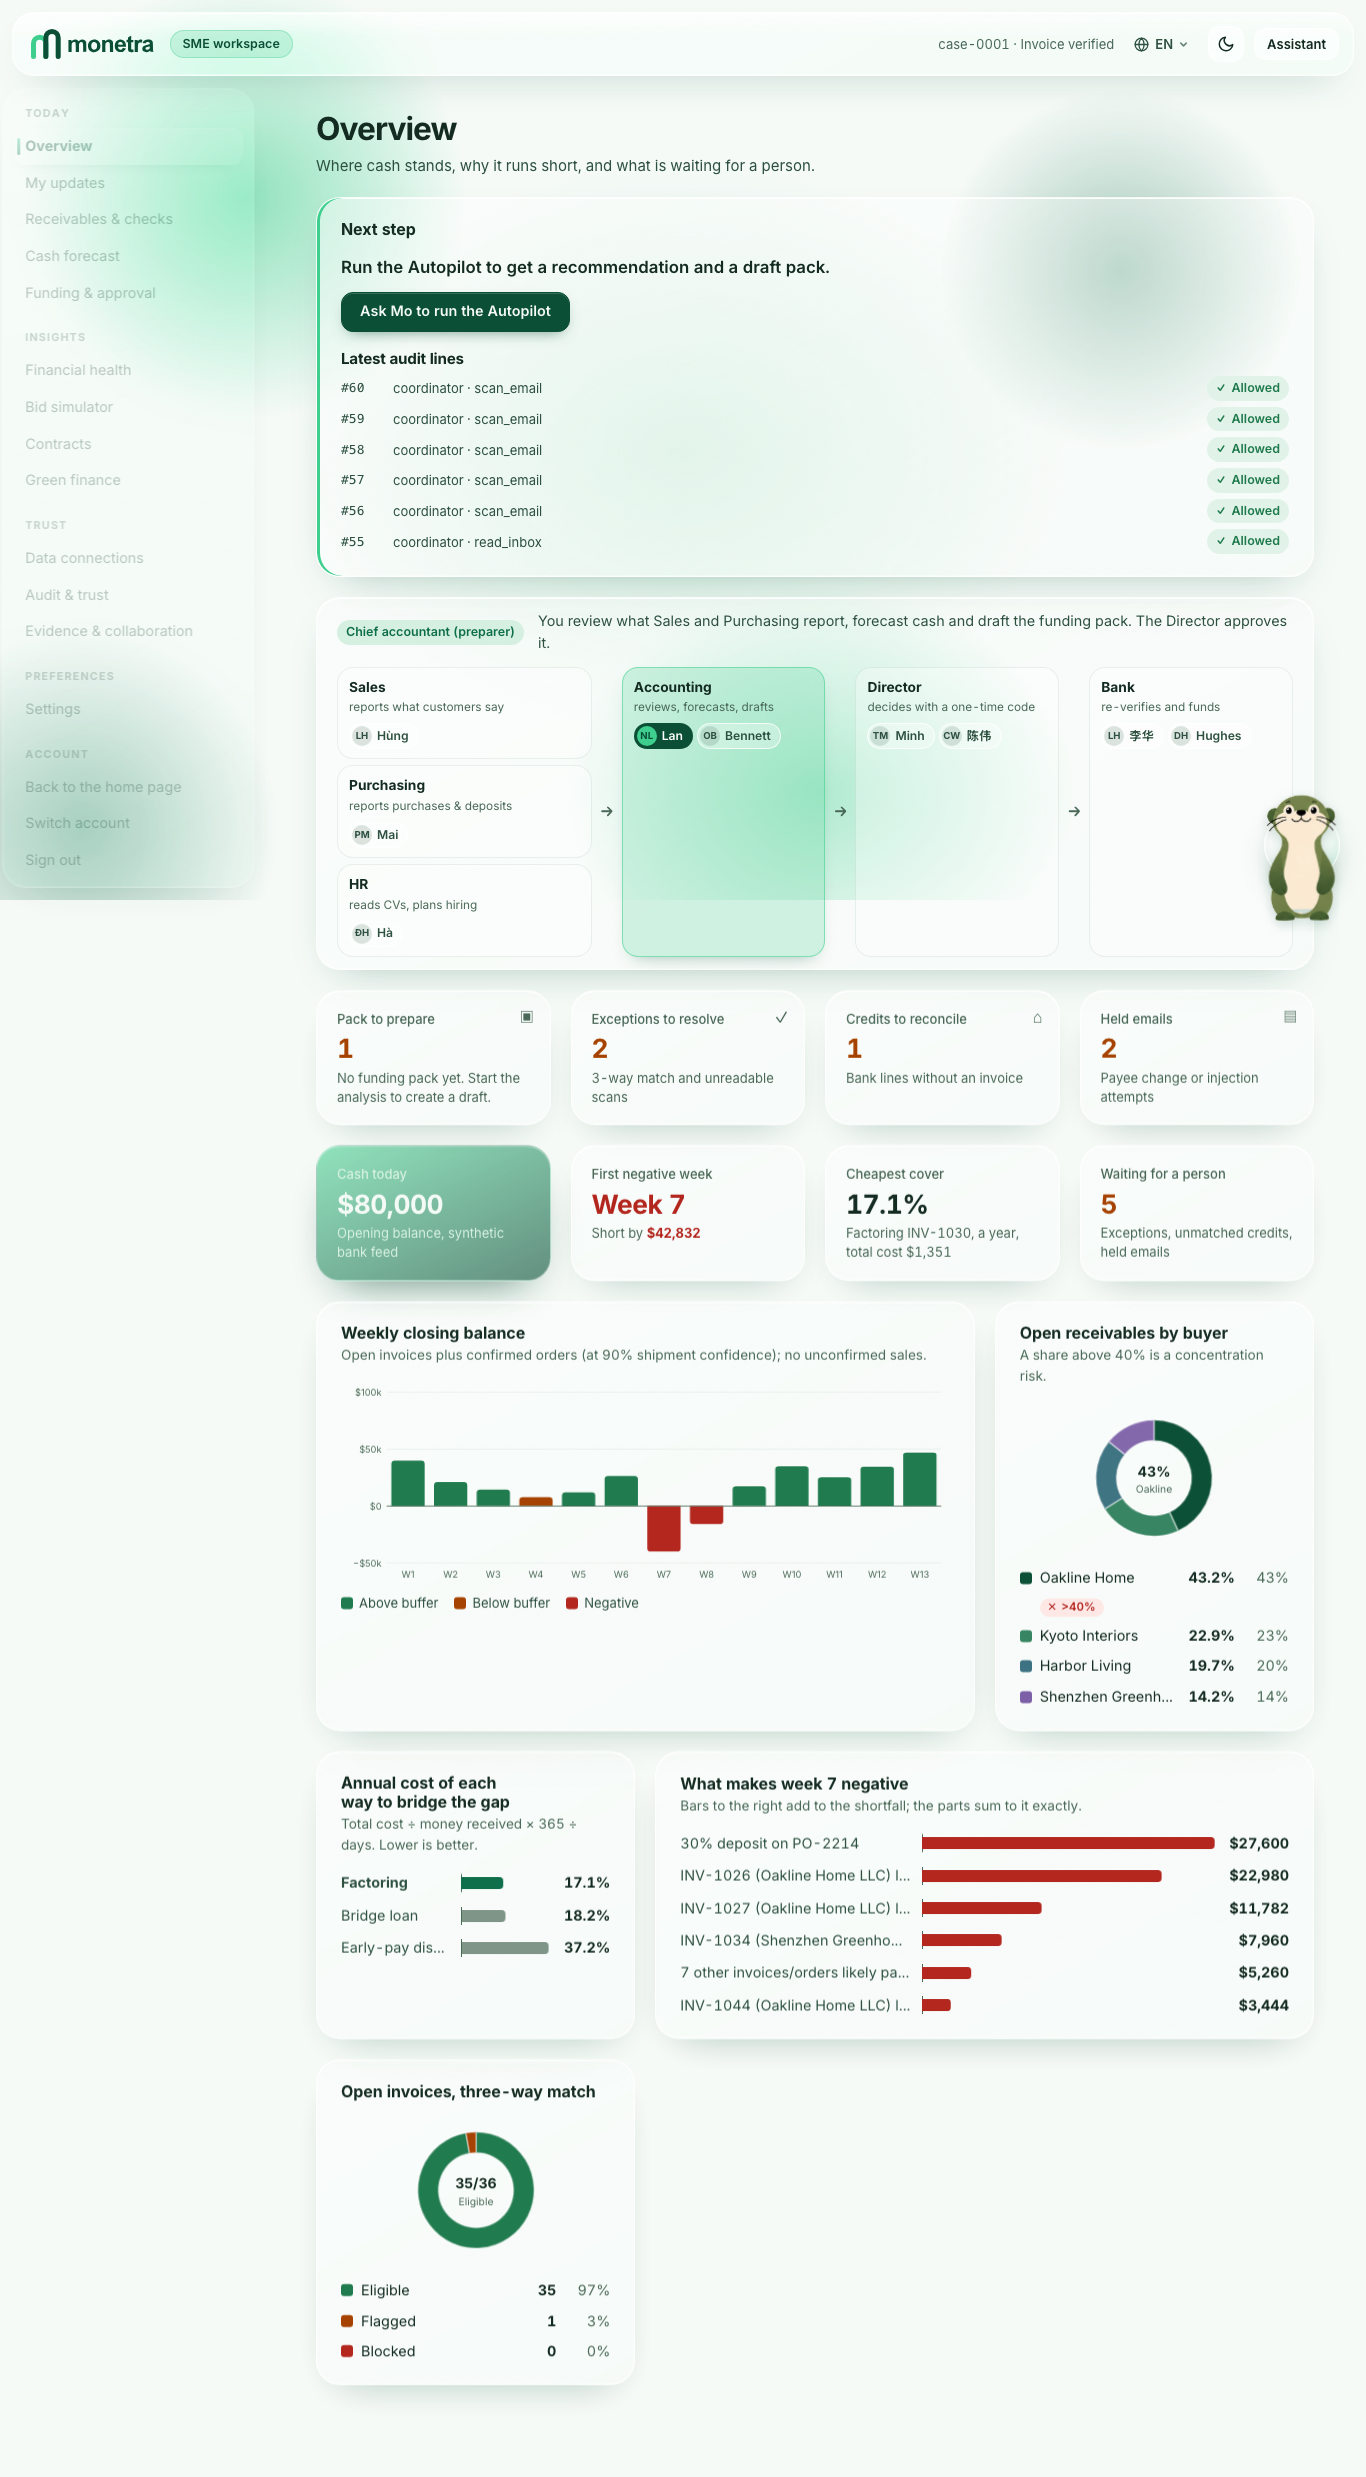 monetra
SME workspace
case-0001 · Invoice verified
EN
Assistant
TODAY
Overview
My updates
Receivables & checks
Cash forecast
Funding & approval
INSIGHTS
Financial health
Bid simulator
Contracts
Green finance
TRUST
Data connections
Audit & trust
Evidence & collaboration
PREFERENCES
Settings
ACCOUNT
Back to the home page
Switch account
Sign out
Overview
Where cash stands, why it runs short, and what is waiting for a person.
Next step
Run the Autopilot to get a recommendation and a draft pack.
Ask Mo to run the Autopilot
Latest audit lines
#60 coordinator · scan_email ✓ Allowed
#59 coordinator · scan_email ✓ Allowed
#58 coordinator · scan_email ✓ Allowed
#57 coordinator · scan_email ✓ Allowed
#56 coordinator · scan_email ✓ Allowed
#55 coordinator · read_inbox ✓ Allowed
Chief accountant (preparer)
You review what Sales and Purchasing report, forecast cash and draft the funding pack. The Director approves
it.
Sales
reports what customers say
LH Hùng
Purchasing
reports purchases & deposits
PM Mai
HR
reads CVs, plans hiring
ĐH Hà
→
Accounting
reviews, forecasts, drafts
NL Lan OB Bennett
→
Director
decides with a one-time code
TM Minh CW 陈伟
→
Bank
re-verifies and funds
LH 李华 DH Hughes
Pack to prepare
1
No funding pack yet. Start the
analysis to create a draft.
Exceptions to resolve
2
3-way match and unreadable
scans
Credits to reconcile
1
Bank lines without an invoice
Held emails
2
Payee change or injection
attempts
Cash today
$80,000
Opening balance, synthetic
bank feed
First negative week
Week 7
Short by $42,832
Cheapest cover
17.1%
Factoring INV-1030, a year,
total cost $1,351
Waiting for a person
5
Exceptions, unmatched credits,
held emails
Weekly closing balance
Open invoices plus confirmed orders (at 90% shipment confidence); no unconfirmed sales.
$100k
$50k
$0
−$50k
W1 W2 W3 W4 W5 W6 W7 W8 W9 W10 W11 W12 W13
Above buffer Below buffer Negative
Open receivables by buyer
A share above 40% is a concentration
risk.
43%
Oakline
Oakline Home 43.2% 43%
✕ >40%
Kyoto Interiors 22.9% 23%
Harbor Living 19.7% 20%
Shenzhen Greenh... 14.2% 14%
Annual cost of each
way to bridge the gap
Total cost ÷ money received × 365 ÷
days. Lower is better.
Factoring 17.1%
Bridge loan 18.2%
Early-pay dis... 37.2%
What makes week 7 negative
Bars to the right add to the shortfall; the parts sum to it exactly.
30% deposit on PO-2214 $27,600
INV-1026 (Oakline Home LLC) l... $22,980
INV-1027 (Oakline Home LLC) l... $11,782
INV-1034 (Shenzhen Greenho... $7,960
7 other invoices/orders likely pa... $5,260
INV-1044 (Oakline Home LLC) l... $3,444
Open invoices, three-way match
35/36
Eligible
Eligible 35 97%
Flagged 1 3%
Blocked 0 0%